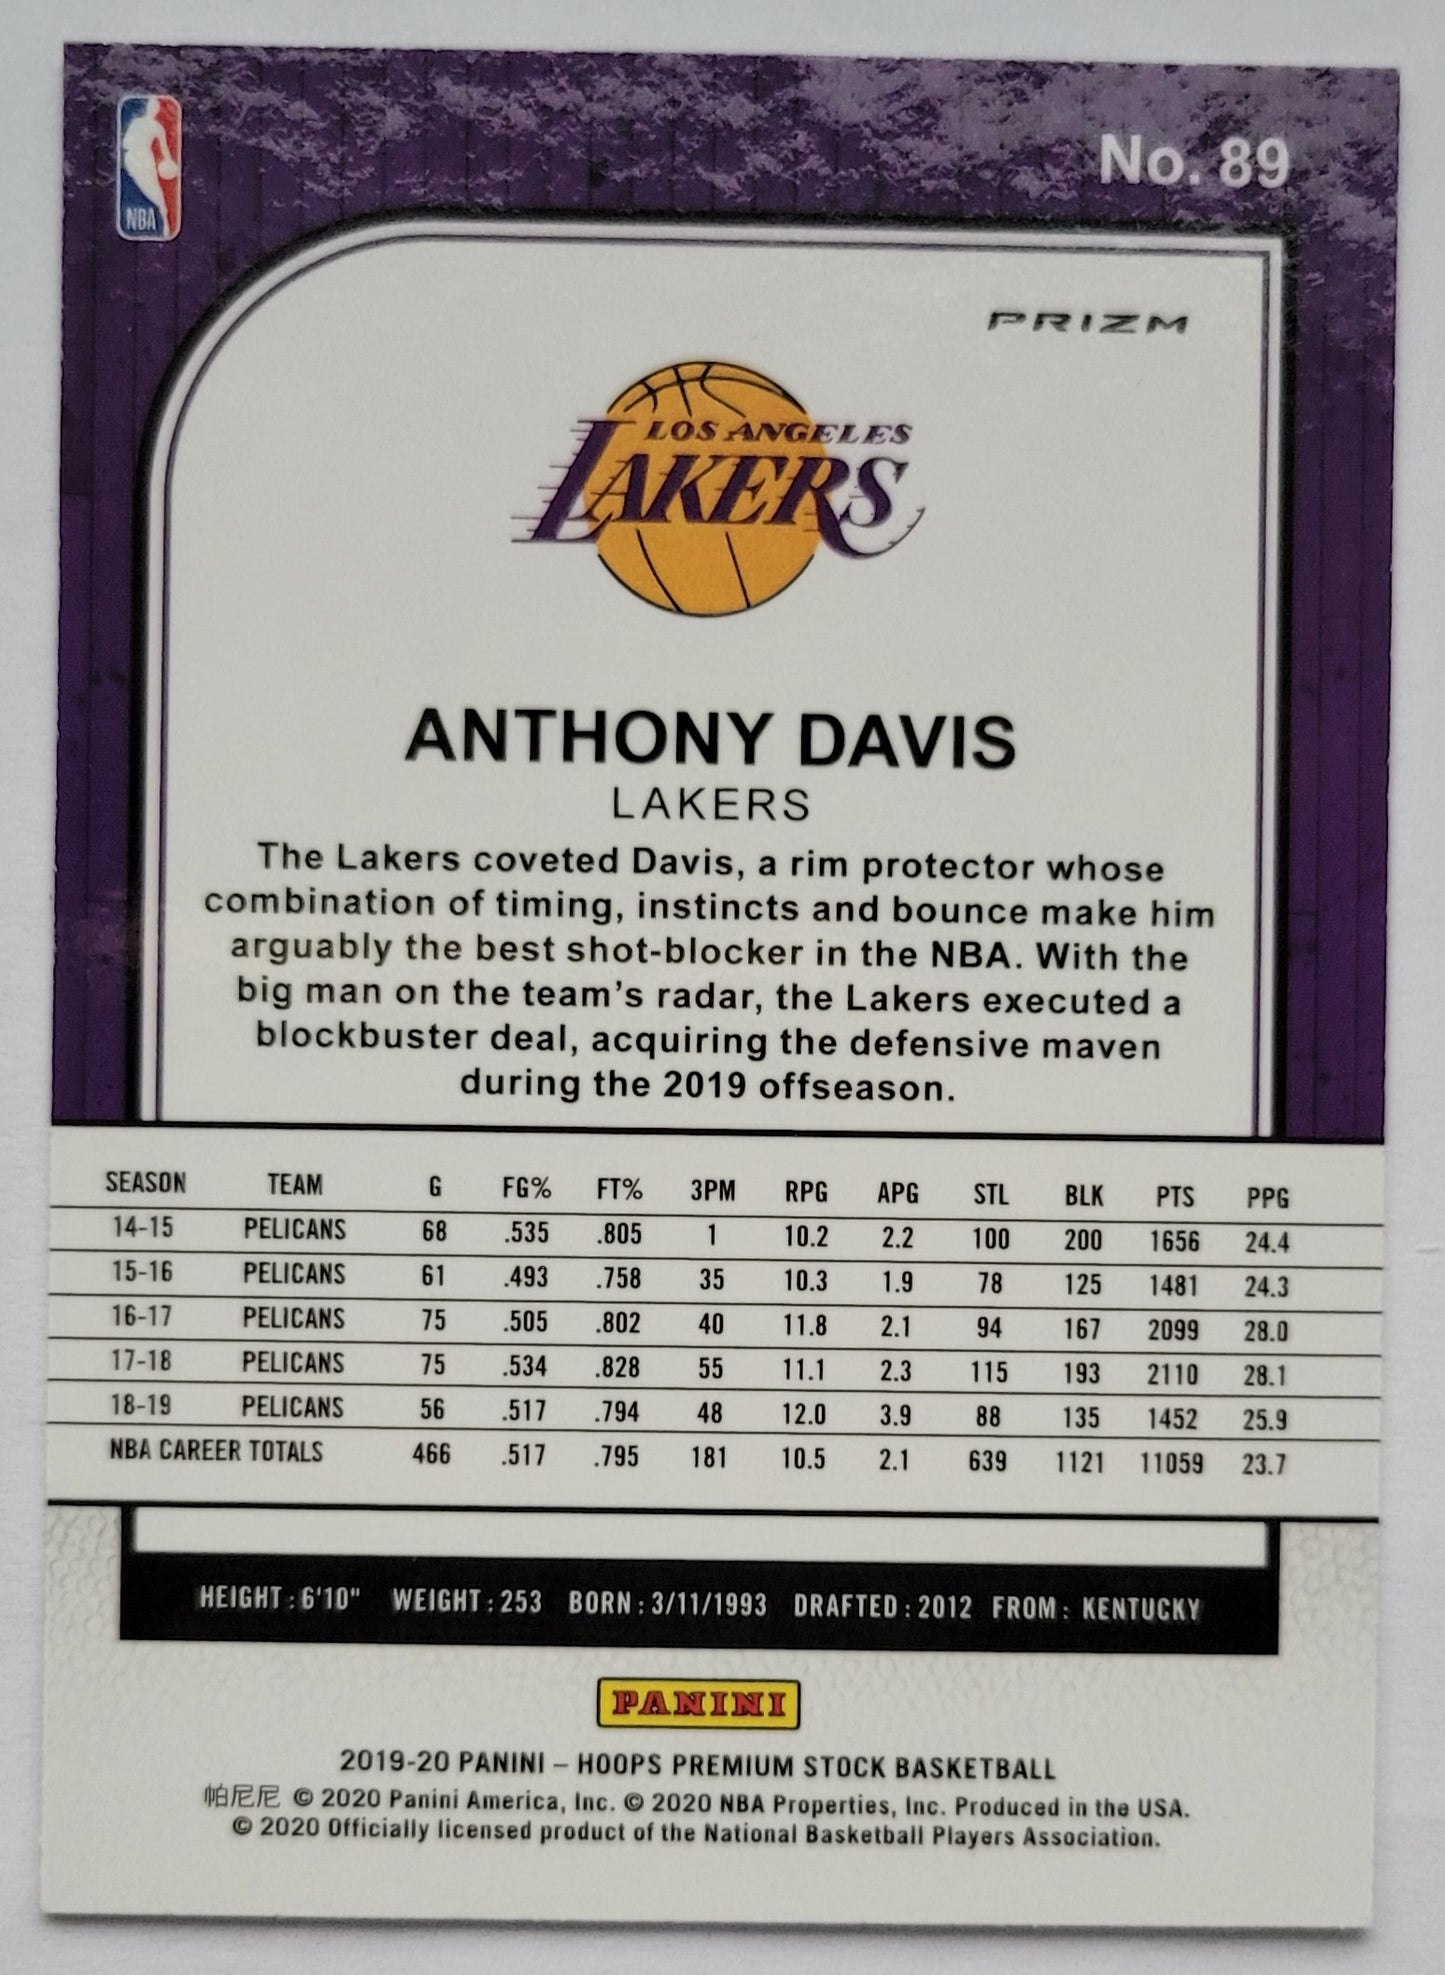 NBA
No. 89
PRIZM
LOS ANGELES
LAKERS
ANTHONY DAVIS
LAKERS
The Lakers coveted Davis, a rim protector whose
combination of timing, instincts and bounce make him
arguably the best shot-blocker in the NBA. With the
big man on the team's radar, the Lakers executed a
blockbuster deal, acquiring the defensive maven
during the 2019 offseason.
SEASON TEAM G FG% FT% 3PM RPG APG STL BLK PTS PPG
14-15 PELICANS 68 .535 .805 1 10.2 2.2 100 200 1656 24.4
15-16 PELICANS 61 .493 .758 35 10.3 1.9 78 125 1481 24.3
16-17 PELICANS 75 .505 .802 40 11.8 2.1 94 167 2099 28.0
17-18 PELICANS 75 .534 .828 55 11.1 2.3 115 193 2110 28.1
18-19 PELICANS 56 .517 .794 48 12.0 3.9 88 135 1452 25.9
NBA CAREER TOTALS 466 .517 .795 181 10.5 2.1 639 1121 11059 23.7
HEIGHT: 6'10" WEIGHT: 253 BORN: 3/11/1993 DRAFTED: 2012 FROM: KENTUCKY
PANINI
2019-20 PANINI – HOOPS PREMIUM STOCK BASKETBALL
帕尼尼 © 2020 Panini America, Inc. © 2020 NBA Properties, Inc. Produced in the USA.
© 2020 Officially licensed product of the National Basketball Players Association.